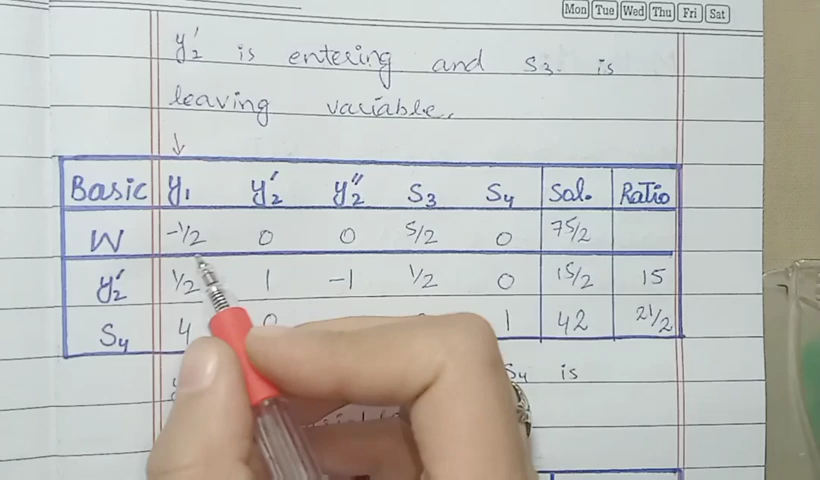 Mon Tue Wed Thu Fri Sat
y₂′ is entering and S₃. is
leaving variable.
↓
Basic y₁ y₂′ y₂″ S₃ S₄ Sol. Ratio
W -1/2 0 0 5/2 0 75/2
y₂′ 1/2 1 -1 1/2 0 15/2 15
S₄ 4 0 1 42 21/2
S₄ is